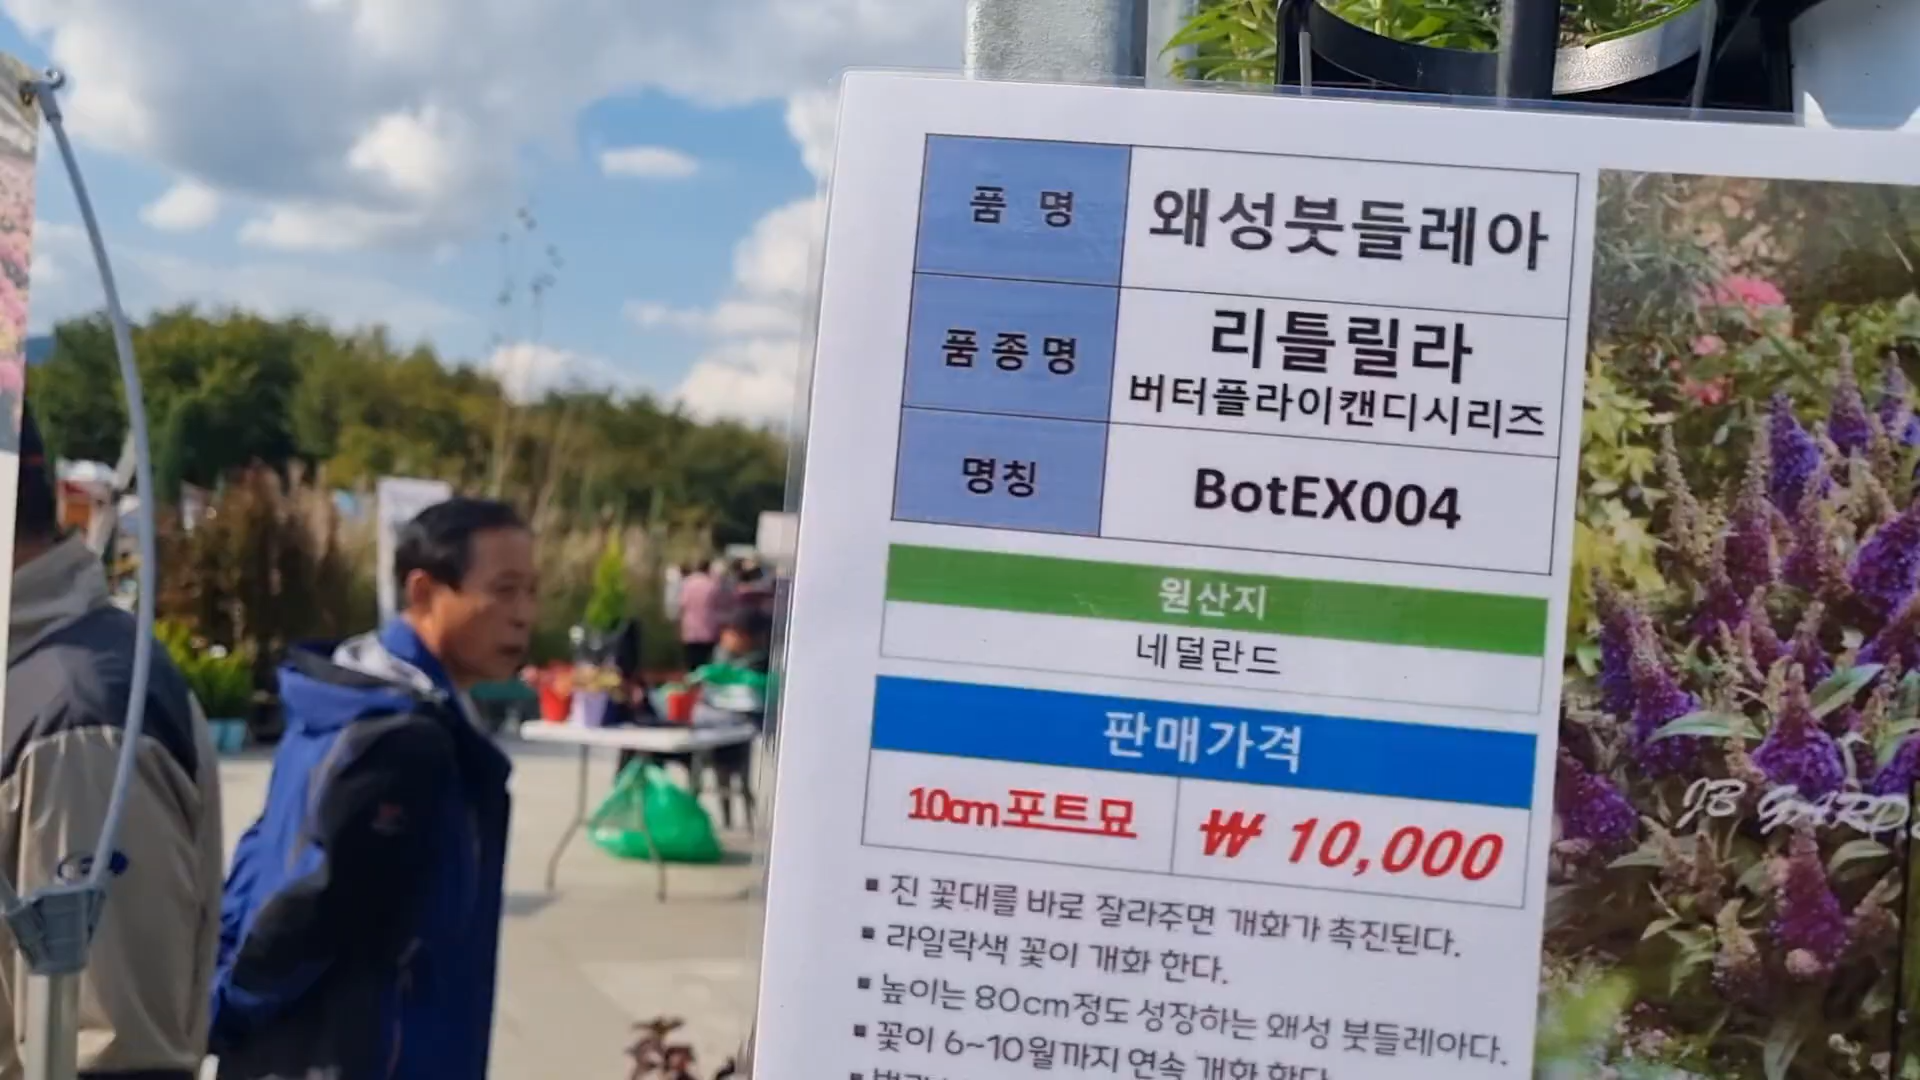 품 명
왜성붓들레아
품종명
리틀릴라
버터플라이캔디시리즈
명칭
BotEX004
원산지
네덜란드
판매가격
10cm포트묘
₩ 10,000
▪ 진 꽃대를 바로 잘라주면 개화가 촉진된다.
▪ 라일락색 꽃이 개화 한다.
▪ 높이는 80cm정도 성장하는 왜성 붓들레아다.
▪ 꽃이 6~10월까지 연속 개화 한다
JB GARD